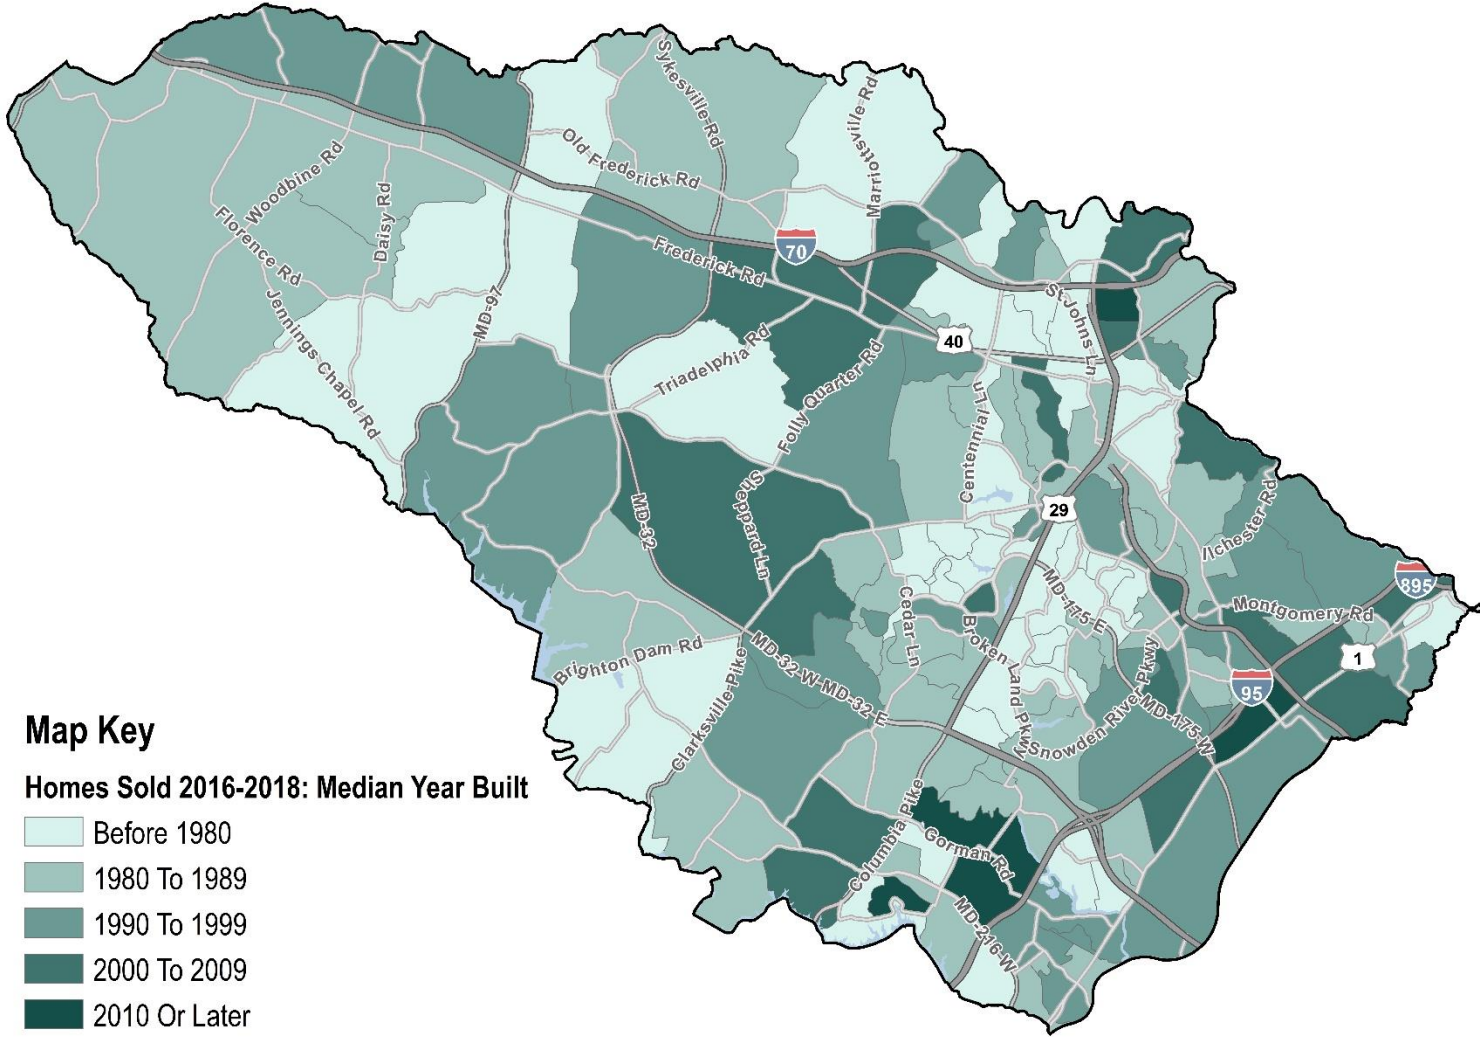 Sykesville Rd
Marriottsville Rd
Old Frederick Rd
Woodbine Rd
Daisy Rd
Florence Rd
Frederick Rd
70
Jennings Chapel Rd
MD-97
St Johns Ln
40
Triadelphia Rd
Folly Quarter Rd
Centennial Ln
Sheppard Ln
MD-32
29
Ilchester Rd
895
Montgomery Rd
MD-175-E
Cedar Ln
Broken Land Pkwy
1
Brighton Dam Rd
MD-32-W-MD-32-E
95
Clarksville Pike
Snowden River Pkwy
MD-175-W
Columbia Pike
Gorman Rd
MD-216-W
Map Key
Homes Sold 2016-2018: Median Year Built
Before 1980
1980 To 1989
1990 To 1999
2000 To 2009
2010 Or Later